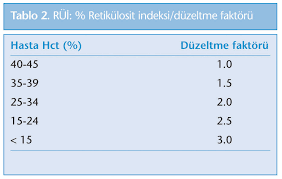 Tablo 2. RÜİ: % Retikülosit indeksi/düzeltme faktörü
Hasta Hct (%) Düzeltme faktörü
40-45 1.0
35-39 1.5
25-34 2.0
15-24 2.5
< 15 3.0